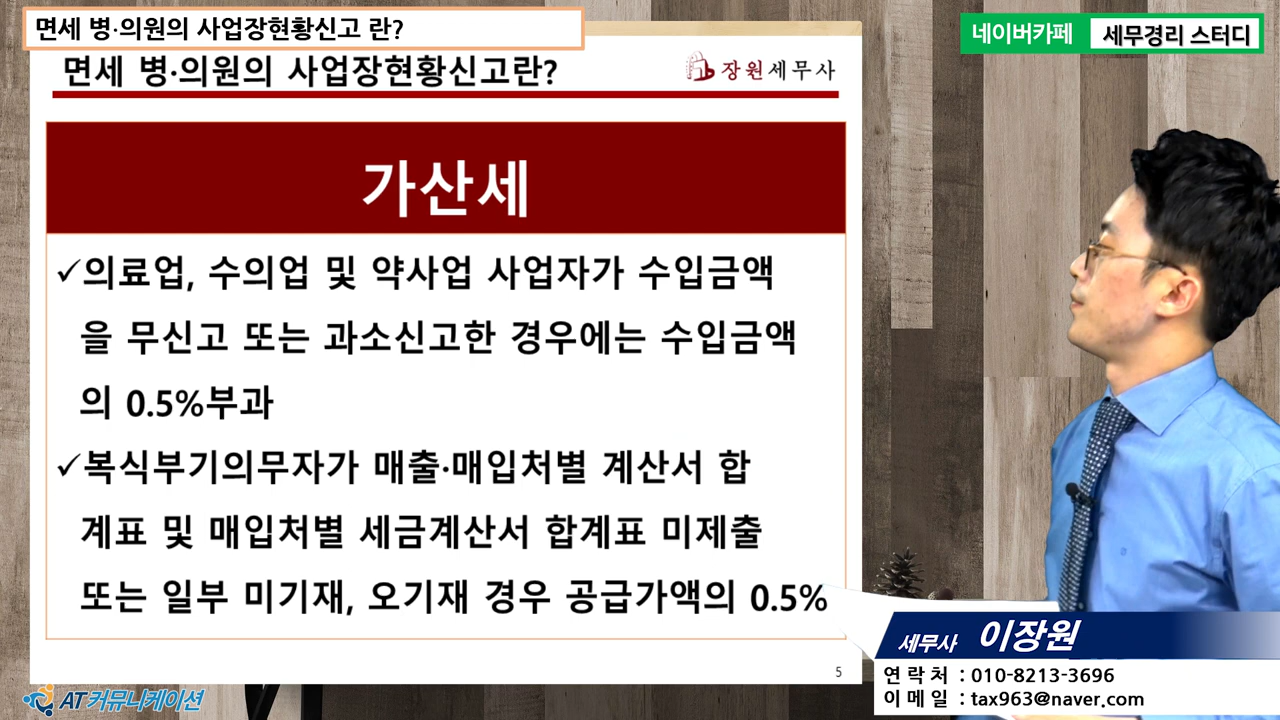 면세 병·의원의 사업장현황신고 란?
네이버카페 세무경리 스터디
면세 병·의원의 사업장현황신고란?
장원세무사
가산세
✓의료업, 수의업 및 약사업 사업자가 수입금액
을 무신고 또는 과소신고한 경우에는 수입금액
의 0.5%부과
✓복식부기의무자가 매출·매입처별 계산서 합
계표 및 매입처별 세금계산서 합계표 미제출
또는 일부 미기재, 오기재 경우 공급가액의 0.5%
5
세무사 이장원
연락처 : 010-8213-3696
이메일 : tax963@naver.com
AT커뮤니케이션